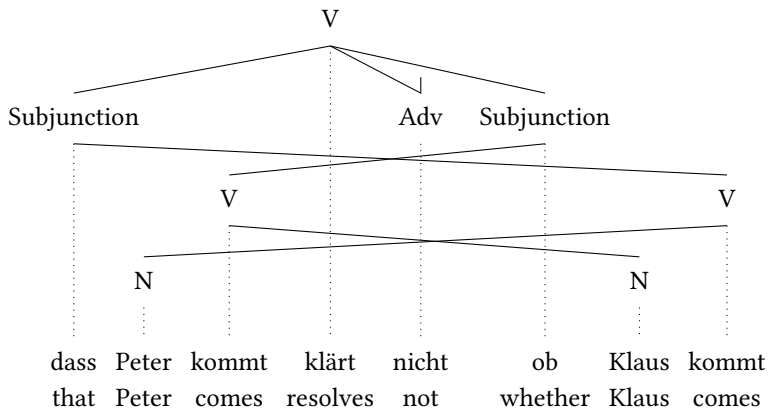 V
Subjunction Adv Subjunction
V V
N N
dass Peter kommt klärt nicht ob Klaus kommt
that Peter comes resolves not whether Klaus comes